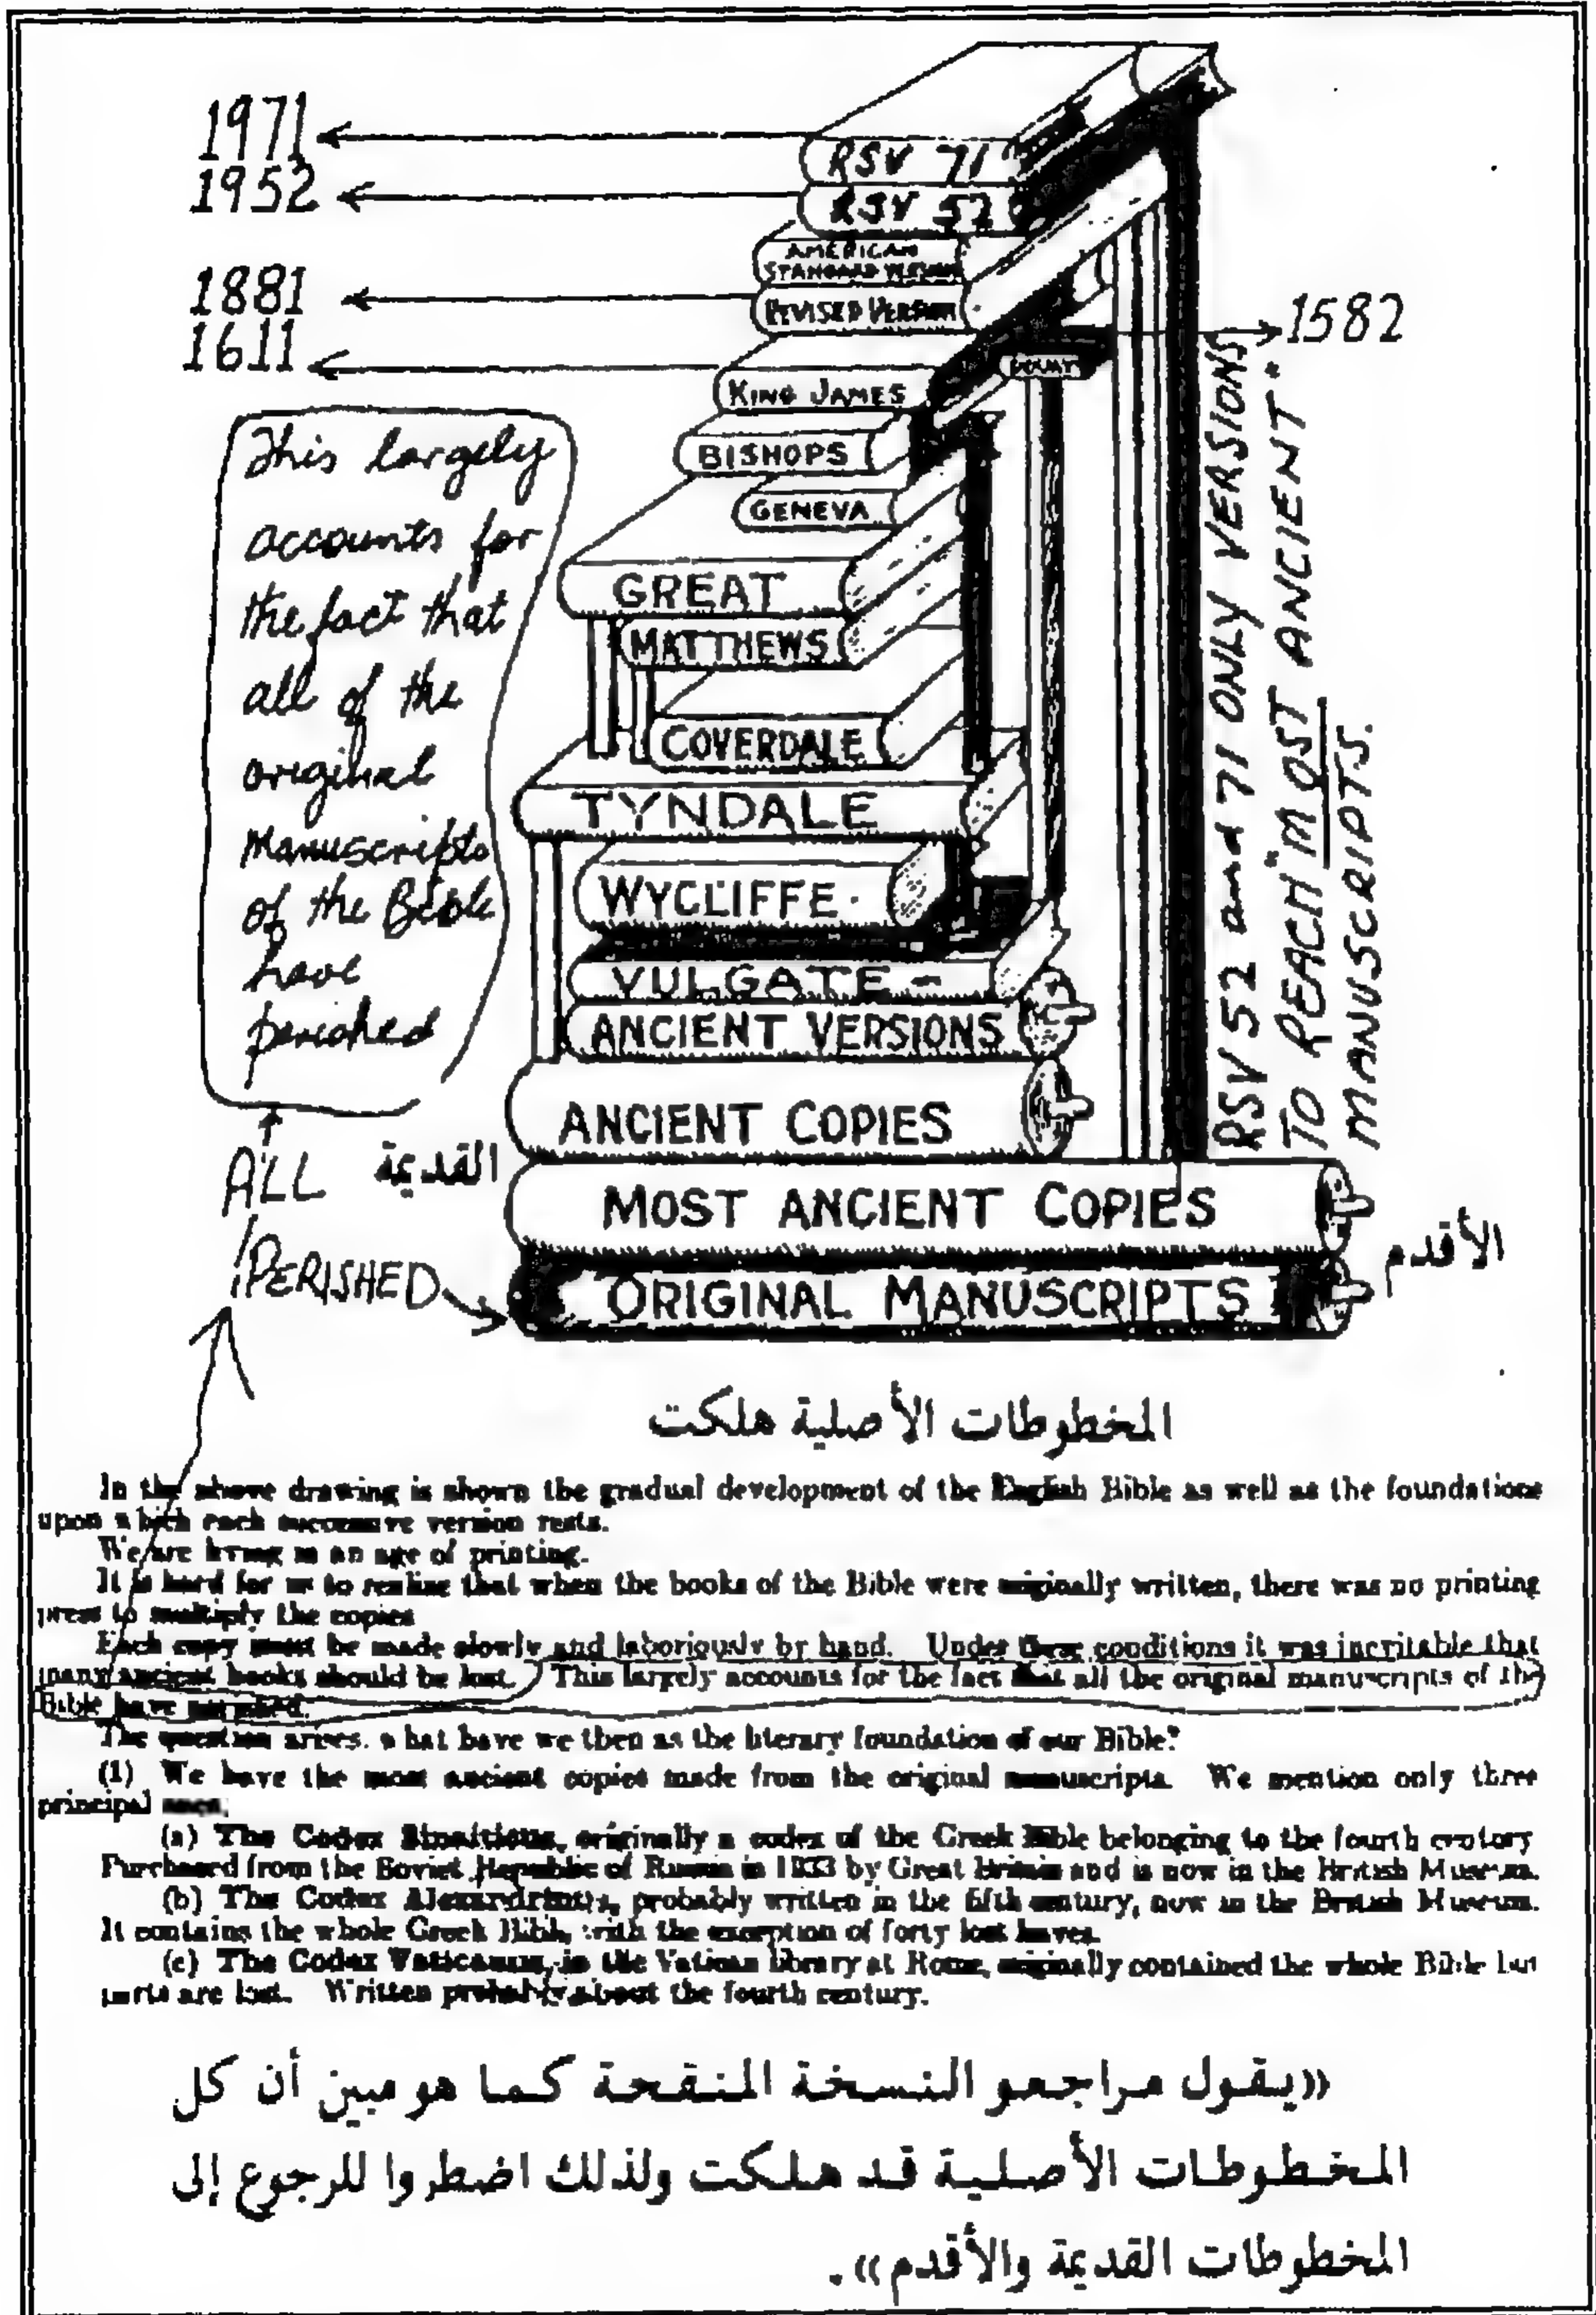 1971
RSV 71
1952
RSV 52
AMERICAN
STANDARD VERSION
1881
REVISED VERSION
1582
1611
DOUAY
KING JAMES
BISHOPS
GENEVA
GREAT
MATTHEWS
COVERDALE
TYNDALE
WYCLIFFE
VULGATE
ANCIENT VERSIONS
ANCIENT COPIES
MOST ANCIENT COPIES
ORIGINAL MANUSCRIPTS
This largely
accounts for
the fact that
all of the
original
Manuscripts
of the Bible
have
perished
ALL
PERISHED
القديمة
الأقدم
RSV 52 and 71 ONLY VERSIONS
TO REACH "MOST ANCIENT"
MANUSCRIPTS.
المخطوطات الأصلية هلكت
In the above drawing is shown the gradual development of the English Bible as well as the foundations
upon which each successive version rests.
We are living in an age of printing.
It is hard for us to realize that when the books of the Bible were originally written, there was no printing
press to multiply the copies
Each copy must be made slowly and laboriously by hand. Under these conditions it was inevitable that
many ancient books should be lost. This largely accounts for the fact that all the original manuscripts of the
Bible have perished.
The question arises. what have we then as the literary foundation of our Bible?
(1) We have the most ancient copies made from the original manuscripts. We mention only three
principal
(a) The Codex Sinaiticus, originally a codex of the Greek Bible belonging to the fourth century
Purchased from the Soviet Republic of Russia in 1933 by Great Britain and is now in the British Museum.
(b) The Codex Alexandrinus, probably written in the fifth century, now in the British Museum.
It contains the whole Greek Bible, with the exception of forty lost leaves.
(c) The Codex Vaticanus, in the Vatican library at Rome, originally contained the whole Bible but
parts are lost. Written probably about the fourth century.
«يقول مراجعو النسخة المنقحة كما هو مبين أن كل
المخطوطات الأصلية قد هلكت ولذلك اضطروا للرجوع إلى
المخطوطات القديمة والأقدم».